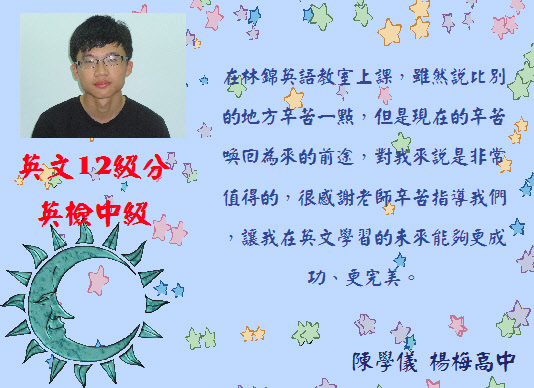 英文12級分
英檢中級
在林錦英語教室上課，雖然說比別
的地方辛苦一點，但是現在的辛苦
喚回為來的前途，對我來說是非常
值得的，很感謝老師辛苦指導我們
，讓我在英文學習的未來能夠更成
功、更完美。
陳學儀 楊梅高中